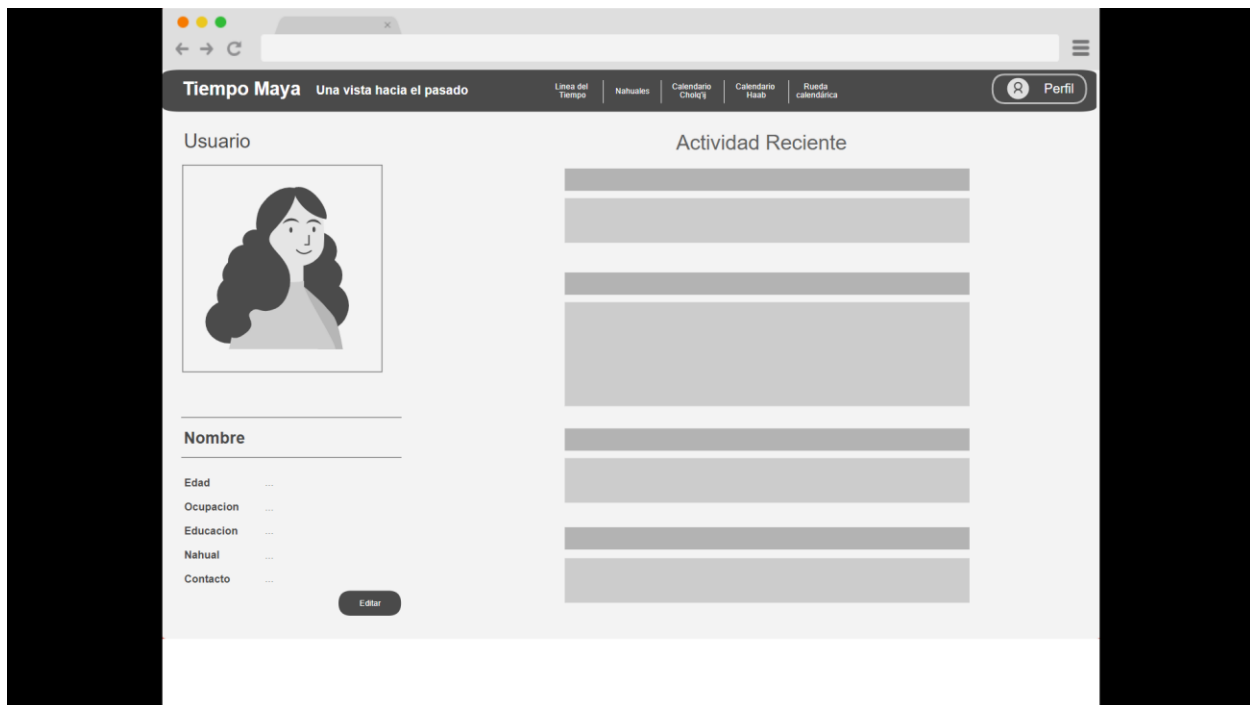 Tiempo Maya Una vista hacia el pasado
Linea del
Tiempo
Nahuales
Calendario
Cholq'ij
Calendario
Haab
Rueda
calendárica
Perfil
Usuario
Actividad Reciente
Nombre
Edad ...
Ocupacion ...
Educacion ...
Nahual ...
Contacto ...
Editar